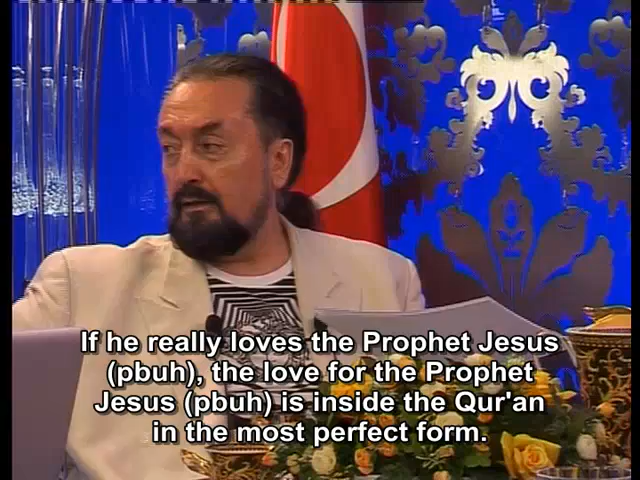 If he really loves the Prophet Jesus
(pbuh), the love for the Prophet
Jesus (pbuh) is inside the Qur'an
in the most perfect form.